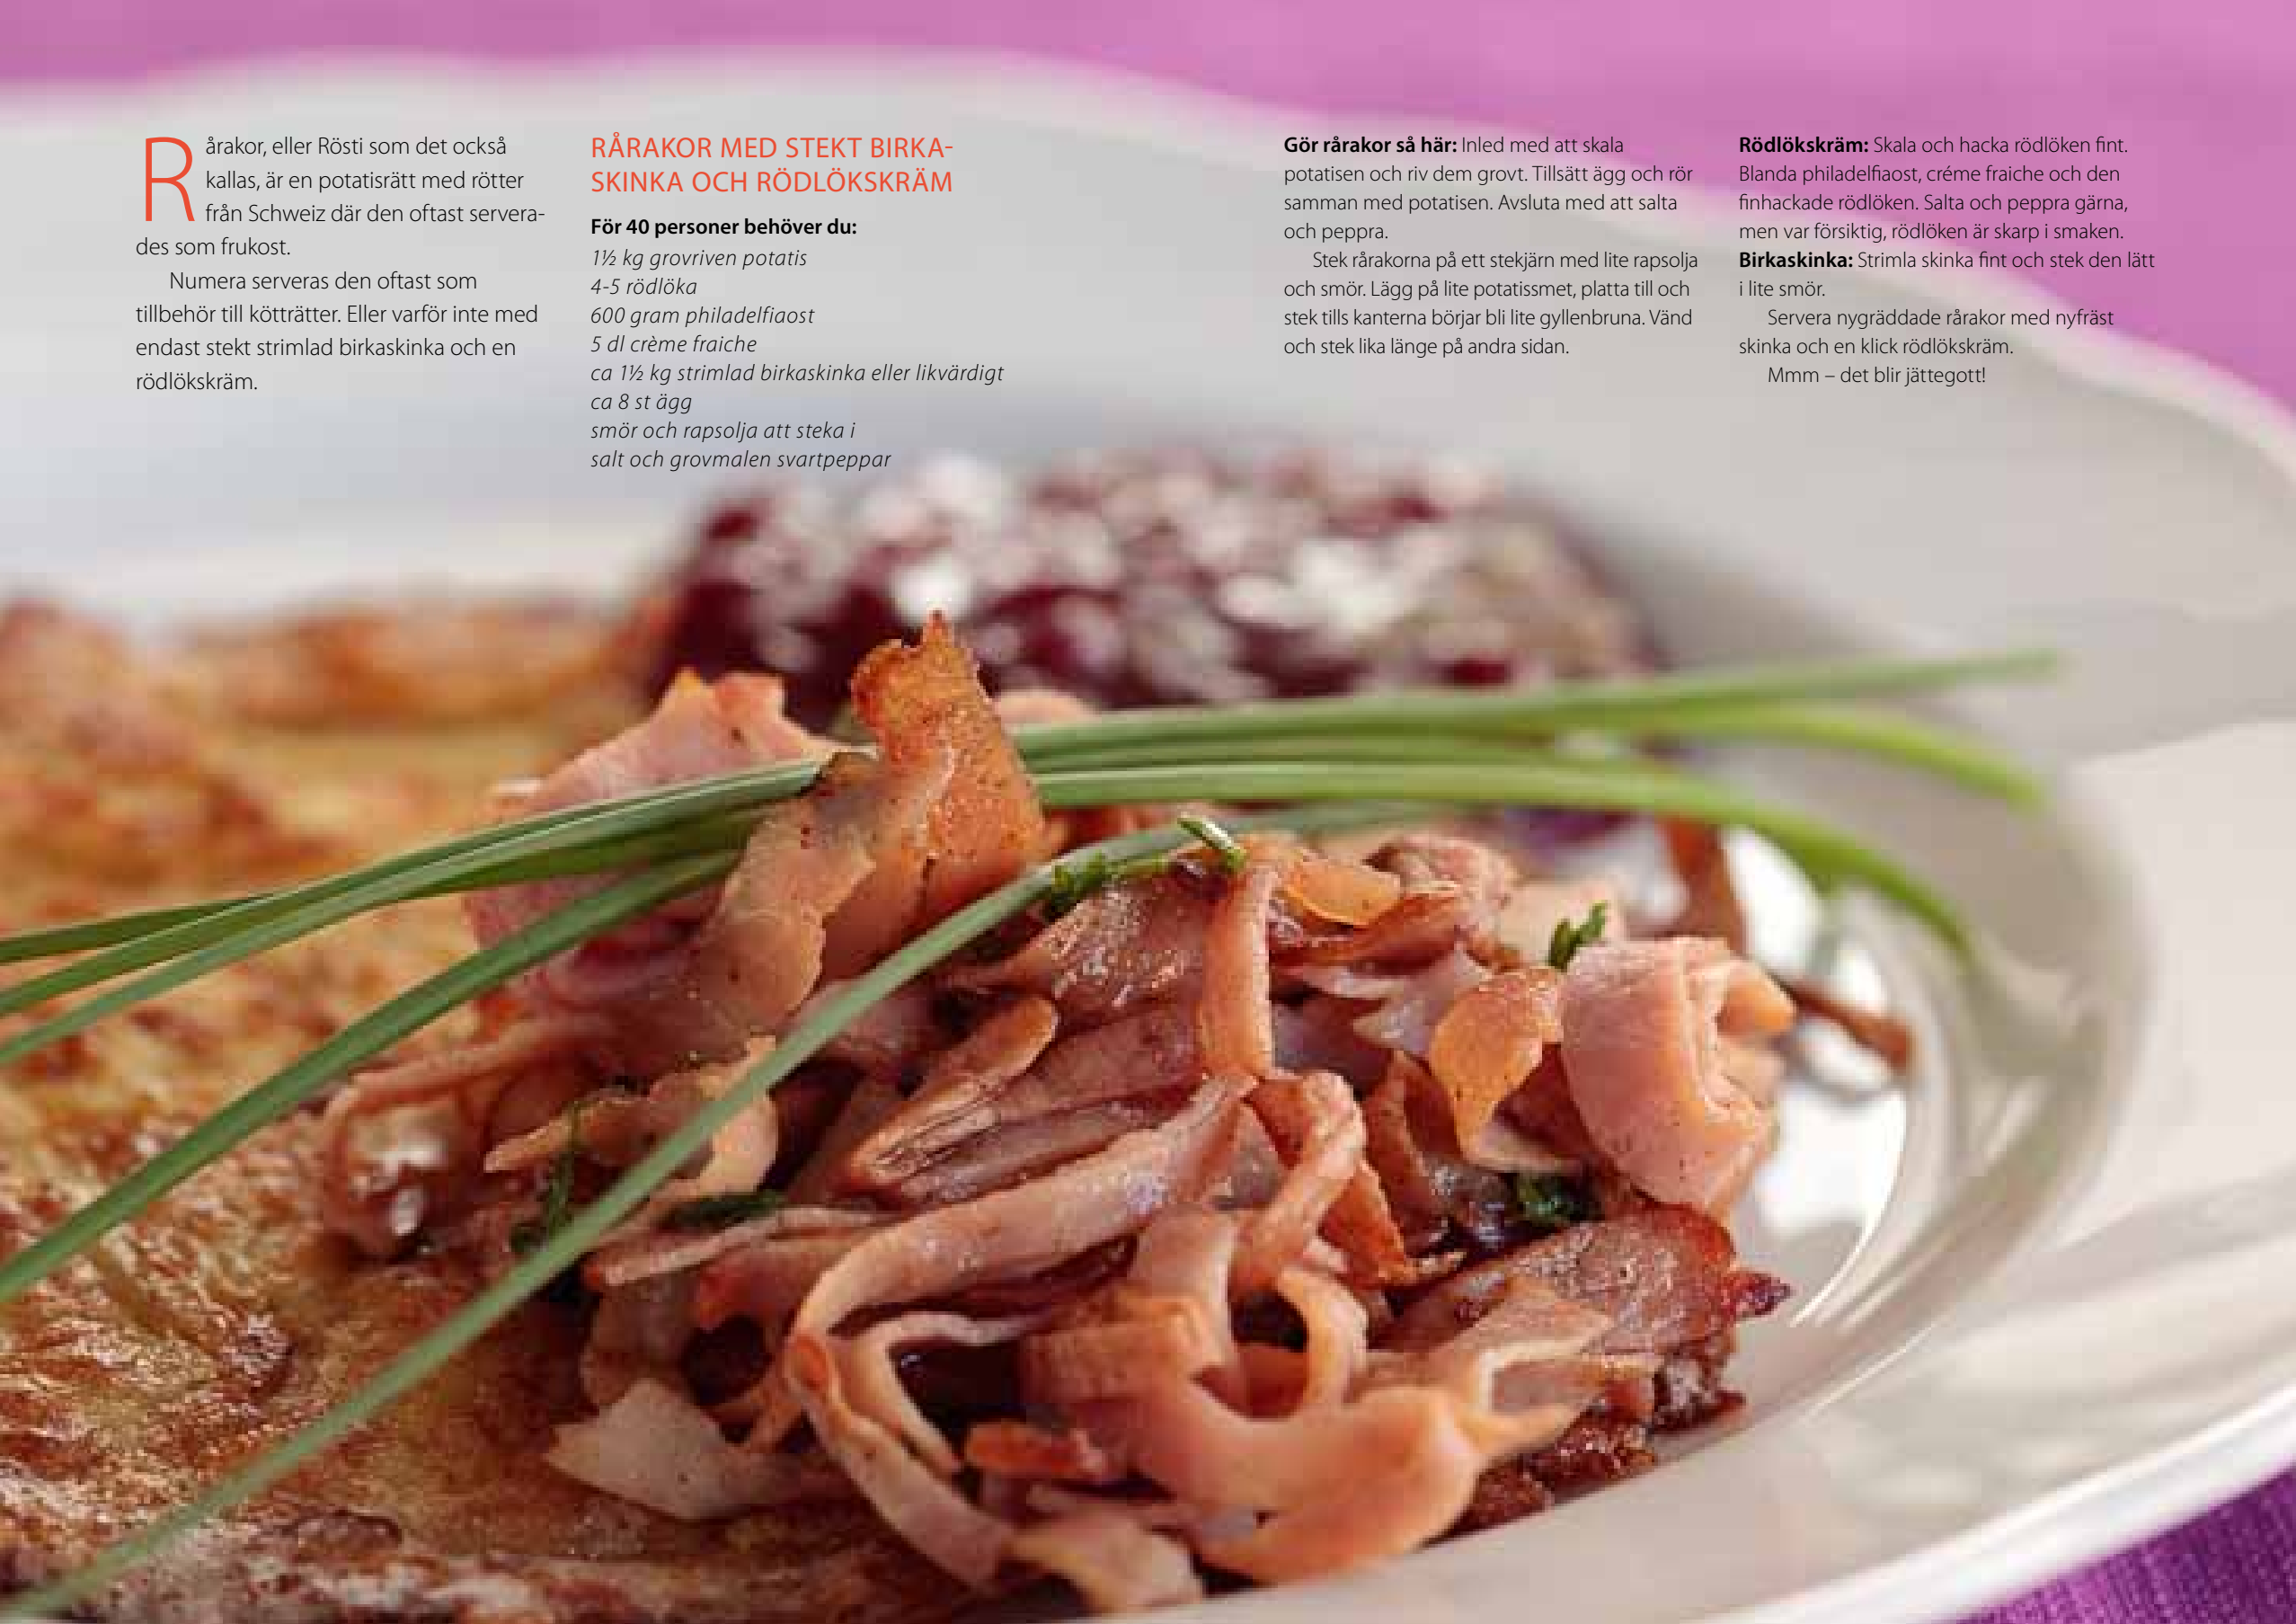 Rårakor, eller Rösti som det också
kallas, är en potatisrätt med rötter
från Schweiz där den oftast servera-
des som frukost.
Numera serveras den oftast som
tillbehör till kötträtter. Eller varför inte med
endast stekt strimlad birkaskinka och en
rödlökskräm.
RÅRAKOR MED STEKT BIRKA-
SKINKA OCH RÖDLÖKSKRÄM
För 40 personer behöver du:
1½ kg grovriven potatis
4-5 rödlöka
600 gram philadelfiaost
5 dl crème fraiche
ca 1½ kg strimlad birkaskinka eller likvärdigt
ca 8 st ägg
smör och rapsolja att steka i
salt och grovmalen svartpeppar
Gör rårakor så här: Inled med att skala
potatisen och riv dem grovt. Tillsätt ägg och rör
samman med potatisen. Avsluta med att salta
och peppra.
Stek rårakorna på ett stekjärn med lite rapsolja
och smör. Lägg på lite potatissmet, platta till och
stek tills kanterna börjar bli lite gyllenbruna. Vänd
och stek lika länge på andra sidan.
Rödlökskräm: Skala och hacka rödlöken fint.
Blanda philadelfiaost, créme fraiche och den
finhackade rödlöken. Salta och peppra gärna,
men var försiktig, rödlöken är skarp i smaken.
Birkaskinka: Strimla skinka fint och stek den lätt
i lite smör.
Servera nygräddade rårakor med nyfräst
skinka och en klick rödlökskräm.
Mmm – det blir jättegott!